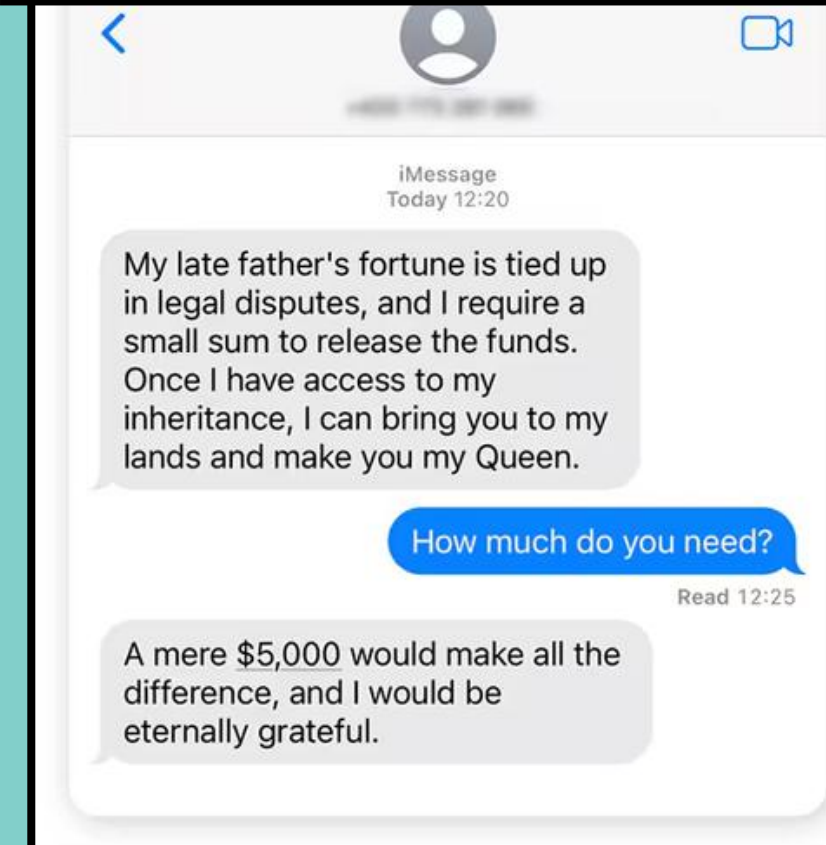 iMessage
Today 12:20
My late father's fortune is tied up
in legal disputes, and I require a
small sum to release the funds.
Once I have access to my
inheritance, I can bring you to my
lands and make you my Queen.
How much do you need?
Read 12:25
A mere $5,000 would make all the
difference, and I would be
eternally grateful.